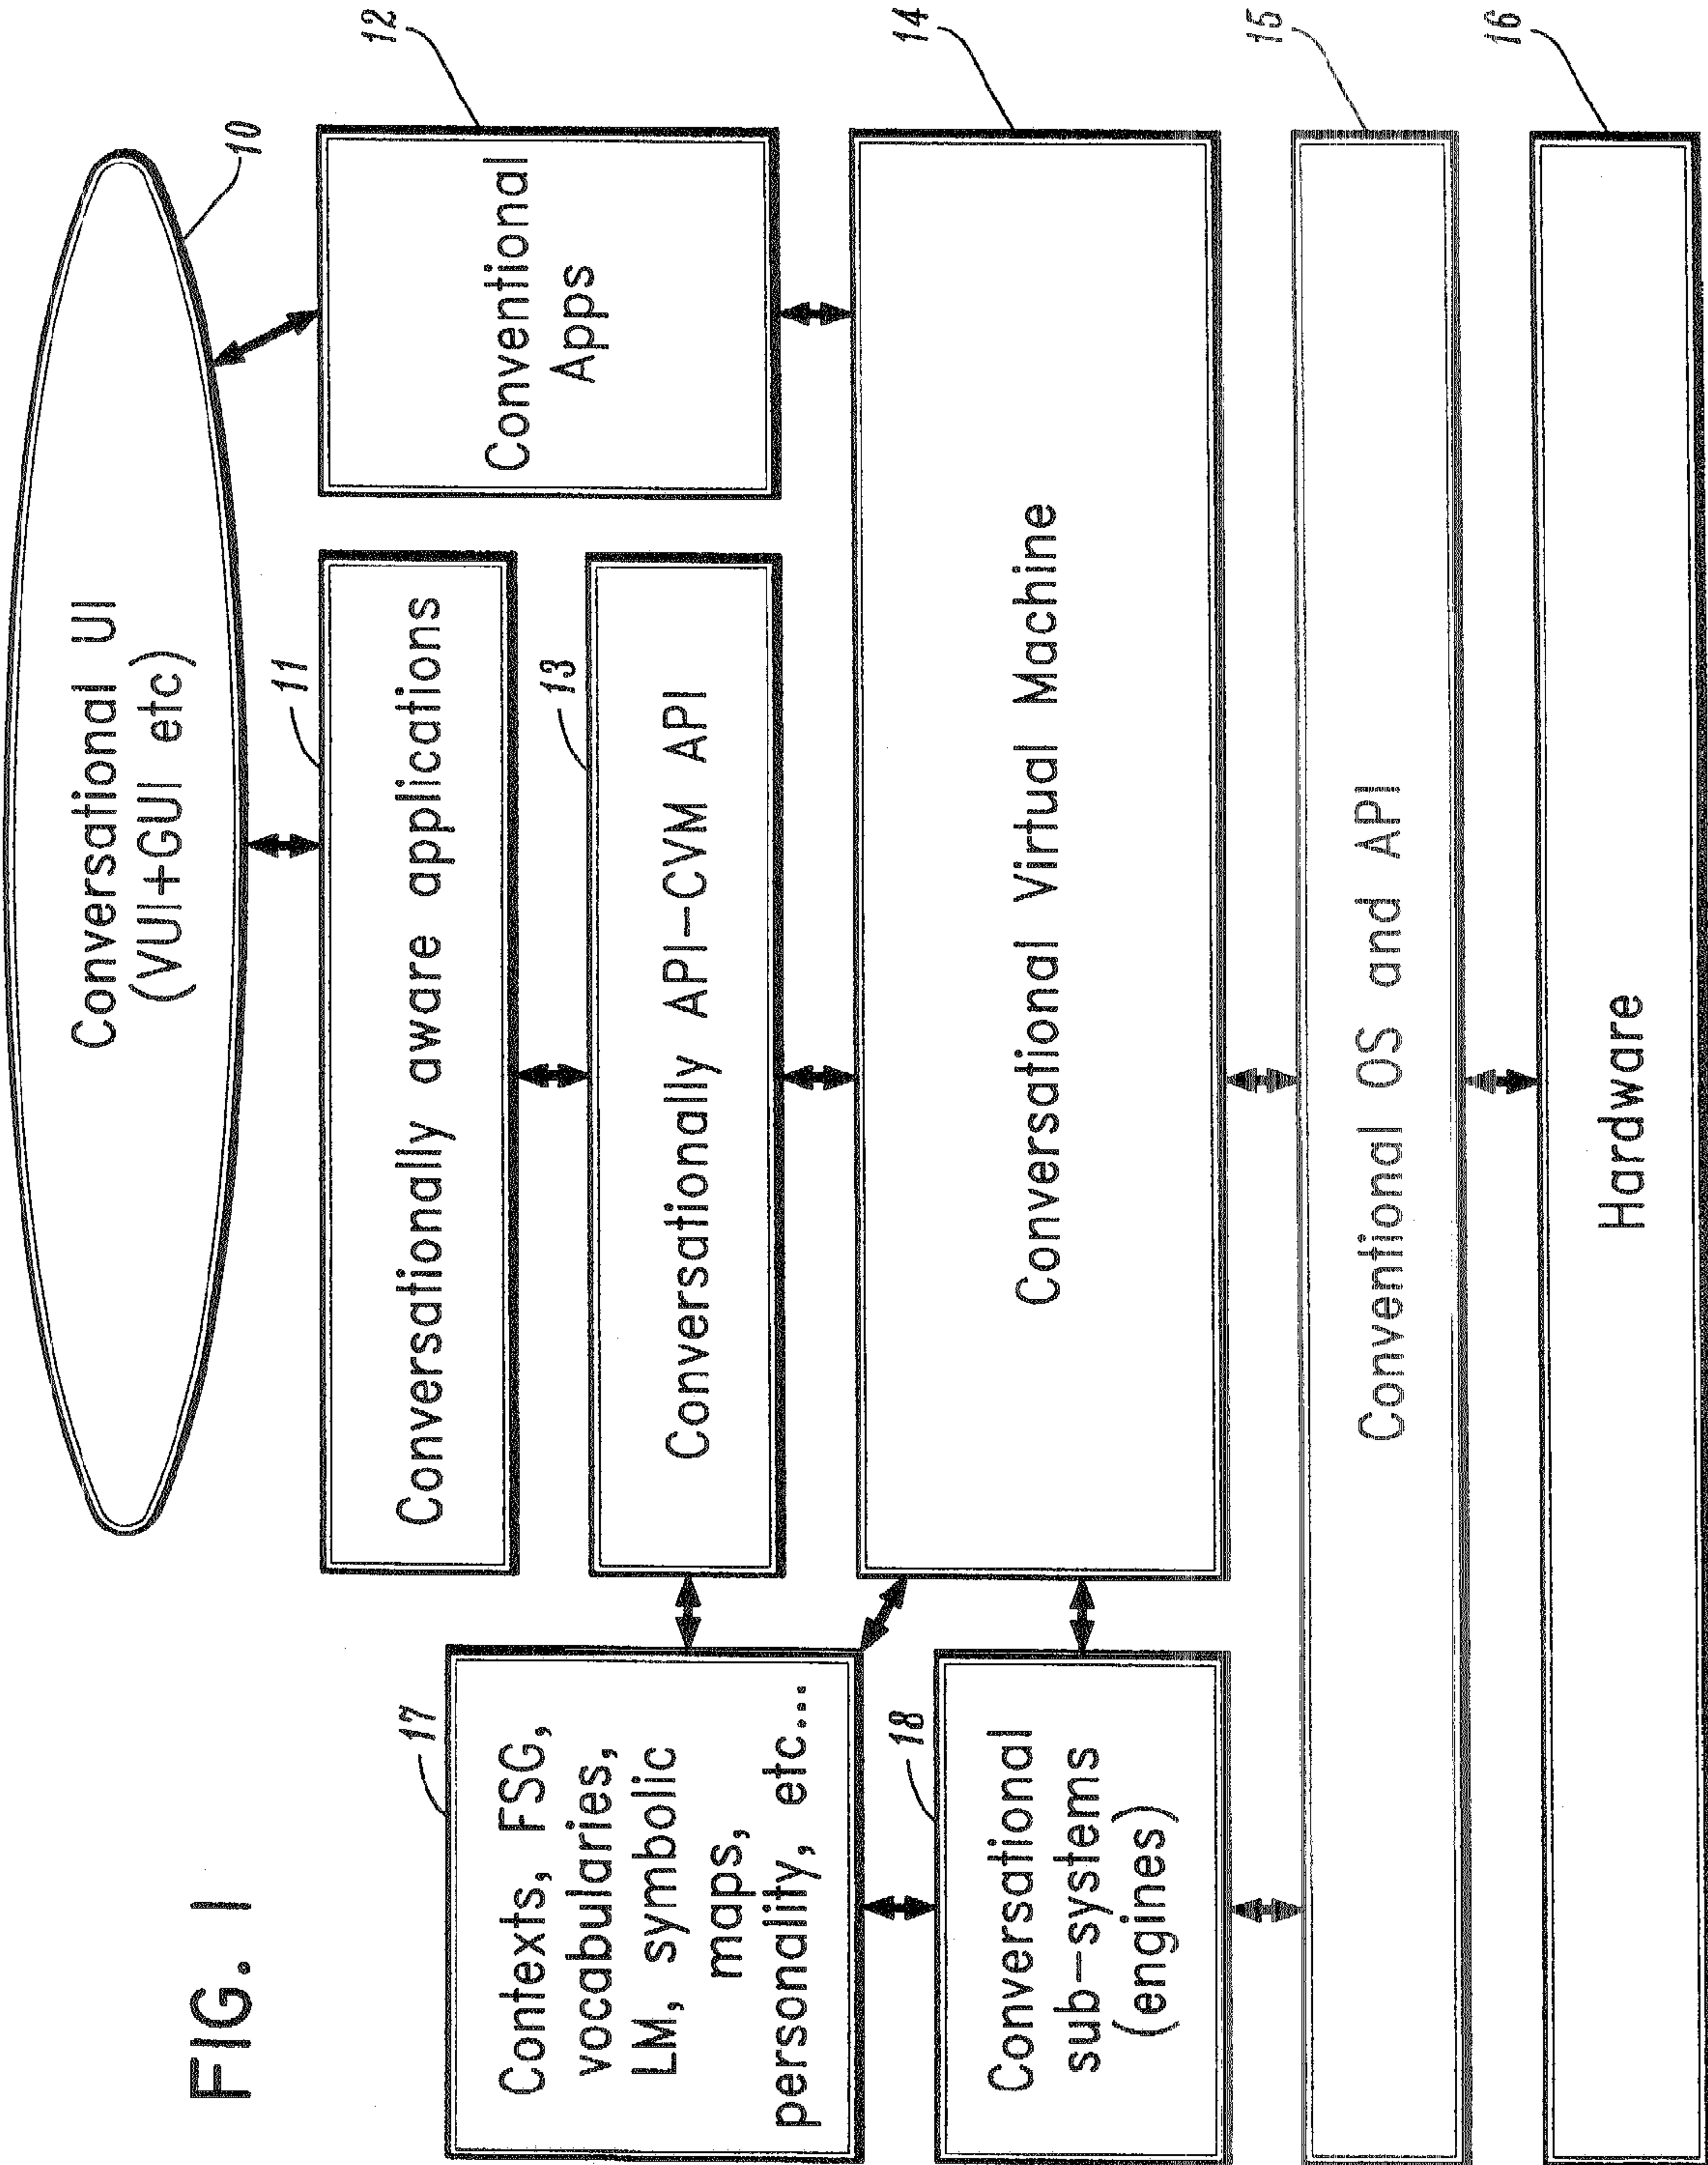 FIG. 1
Conversational UI
(VUI+GUI etc)
10
11
Conversationally aware applications
12
Conventional
Apps
13
Conversationally API-CVM API
17
Contexts, FSG,
vocabularies,
LM, symbolic
maps,
personality, etc...
14
Conversational Virtual Machine
18
Conversational
sub-systems
(engines)
15
Conventional OS and API
16
Hardware